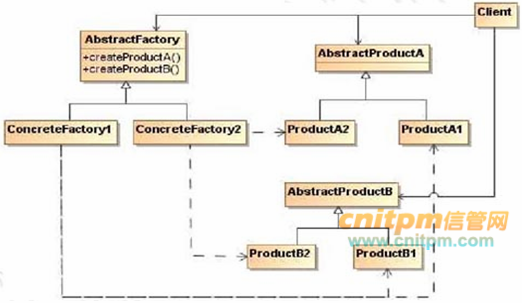 Client
AbstractFactory
+createProductA()
+createProductB()
AbstractProductA
ConcreteFactory1
ConcreteFactory2
ProductA2
ProductA1
AbstractProductB
ProductB2
ProductB1
cnitpm信管网
www.cnitpm.com